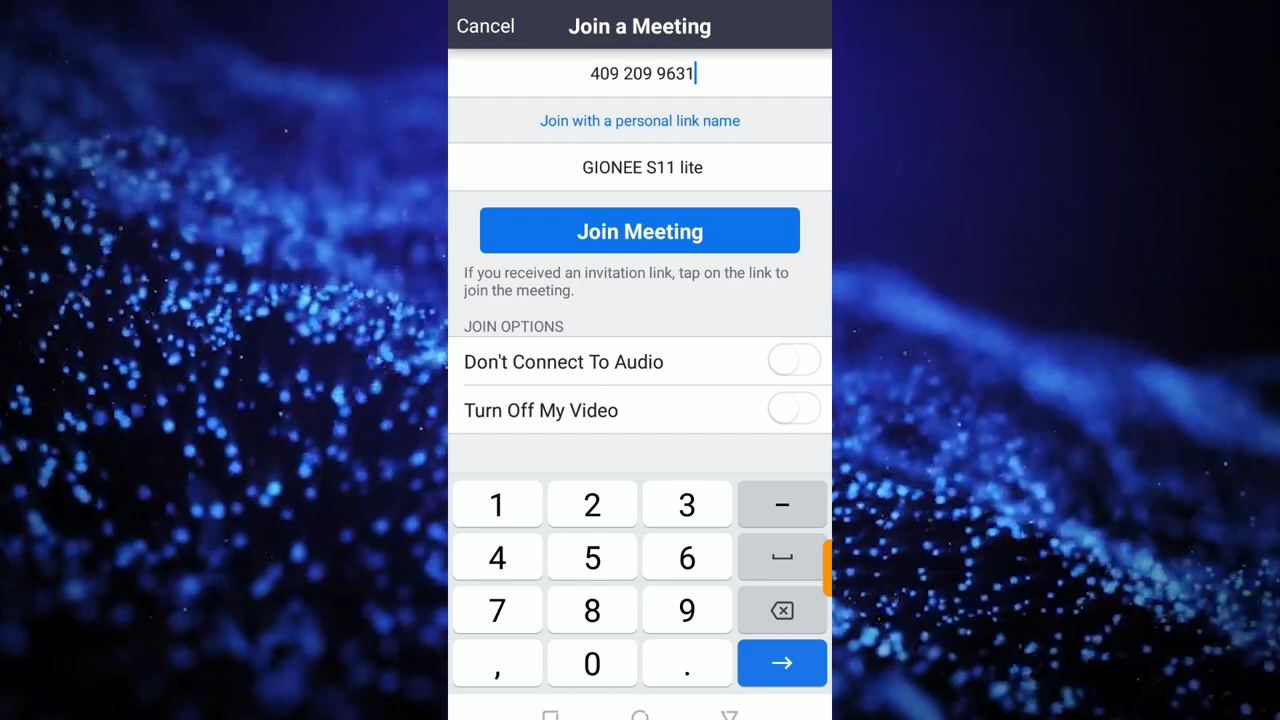 Cancel Join a Meeting
409 209 9631
Join with a personal link name
GIONEE S11 lite
Join Meeting
If you received an invitation link, tap on the link to
join the meeting.
JOIN OPTIONS
Don't Connect To Audio
Turn Off My Video
1 2 3 –
4 5 6
7 8 9
, 0 . →